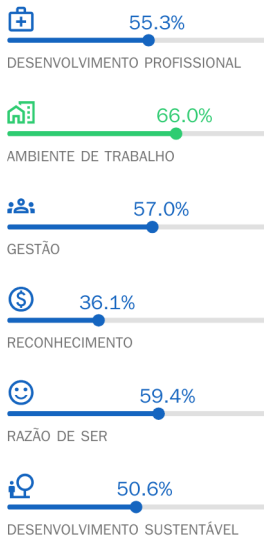 55.3%
DESENVOLVIMENTO PROFISSIONAL
66.0%
AMBIENTE DE TRABALHO
57.0%
GESTÃO
36.1%
RECONHECIMENTO
59.4%
RAZÃO DE SER
50.6%
DESENVOLVIMENTO SUSTENTÁVEL